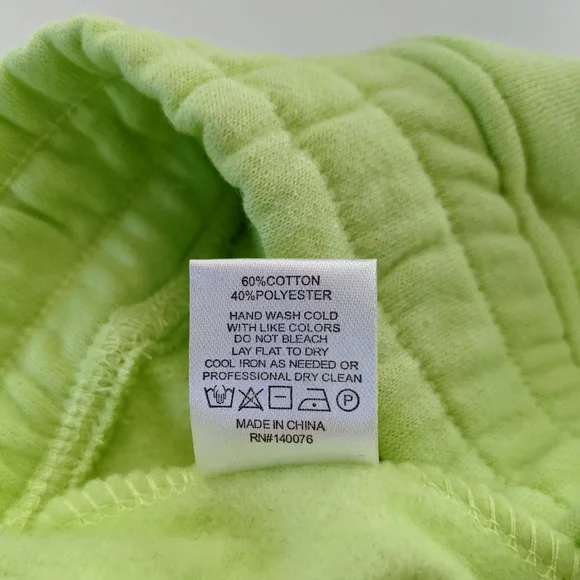 60%COTTON
40%POLYESTER
HAND WASH COLD
WITH LIKE COLORS
DO NOT BLEACH
LAY FLAT TO DRY
COOL IRON AS NEEDED OR
PROFESSIONAL DRY CLEAN
P
MADE IN CHINA
RN#140076